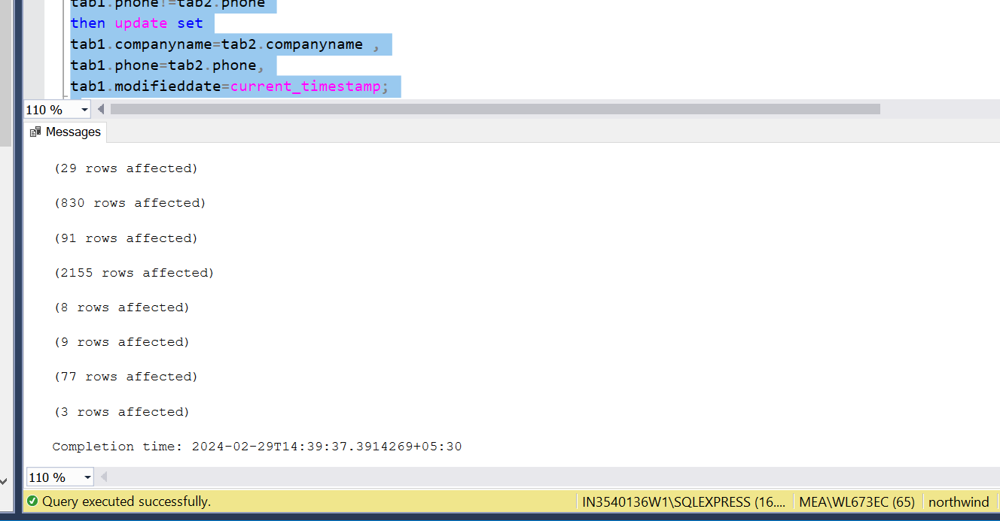 tab1.phone!=tab2.phone
then update set
tab1.companyname=tab2.companyname ,
tab1.phone=tab2.phone,
tab1.modifieddate=current_timestamp;
110 %
Messages
(29 rows affected)
(830 rows affected)
(91 rows affected)
(2155 rows affected)
(8 rows affected)
(9 rows affected)
(77 rows affected)
(3 rows affected)
Completion time: 2024-02-29T14:39:37.3914269+05:30
110 %
Query executed successfully. IN3540136W1\SQLEXPRESS (16.... MEA\WL673EC (65) northwind